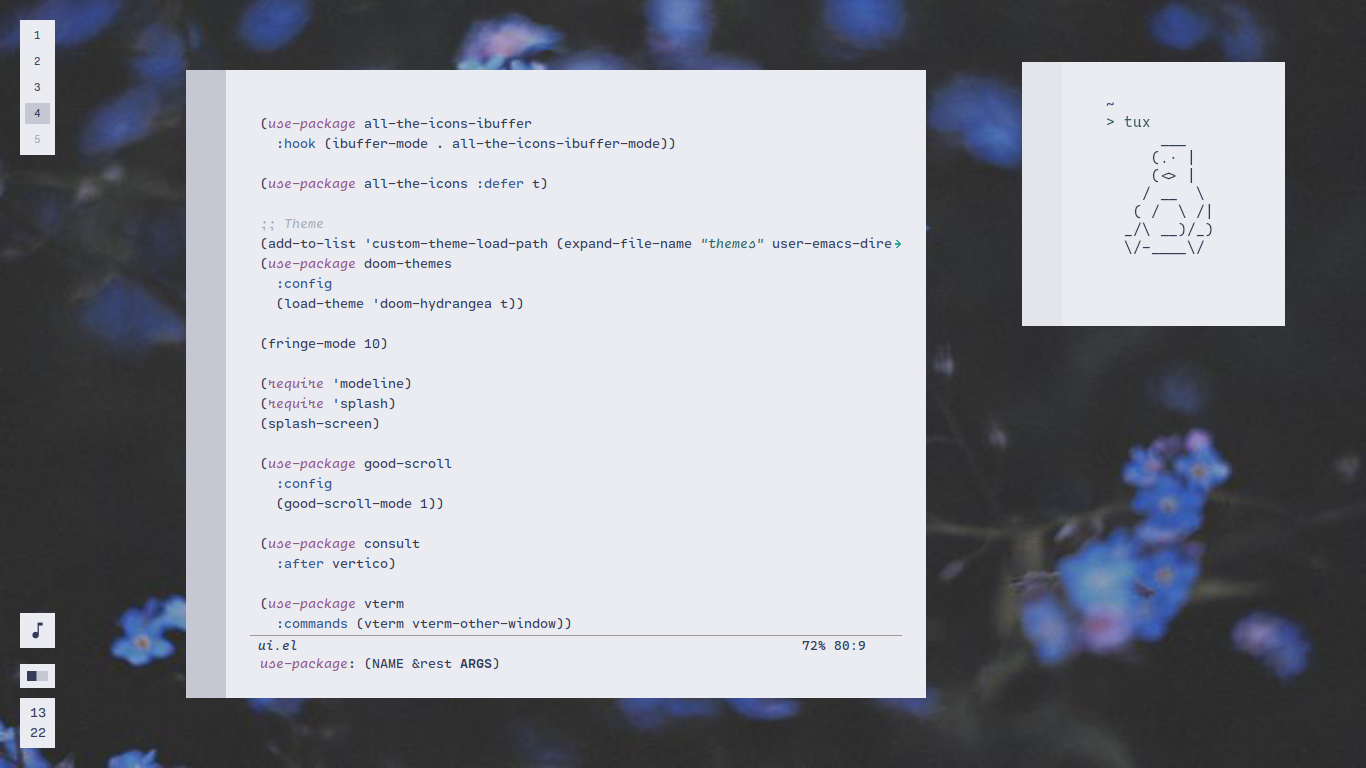 1
2
3
4
5
(use-package all-the-icons-ibuffer
  :hook (ibuffer-mode . all-the-icons-ibuffer-mode))
(use-package all-the-icons :defer t)
;; Theme
(add-to-list 'custom-theme-load-path (expand-file-name "themes" user-emacs-dire→
(use-package doom-themes
  :config
  (load-theme 'doom-hydrangea t))
(fringe-mode 10)
(require 'modeline)
(require 'splash)
(splash-screen)
(use-package good-scroll
  :config
  (good-scroll-mode 1))
(use-package consult
  :after vertico)
(use-package vterm
  :commands (vterm vterm-other-window))
ui.el 72% 80:9
use-package: (NAME &rest ARGS)
~
> tux
      ___
     (.· |
     (<> |
    / __  \
   ( /  \ /|
  _/\ __)/_)
  \/-____\/
13
22